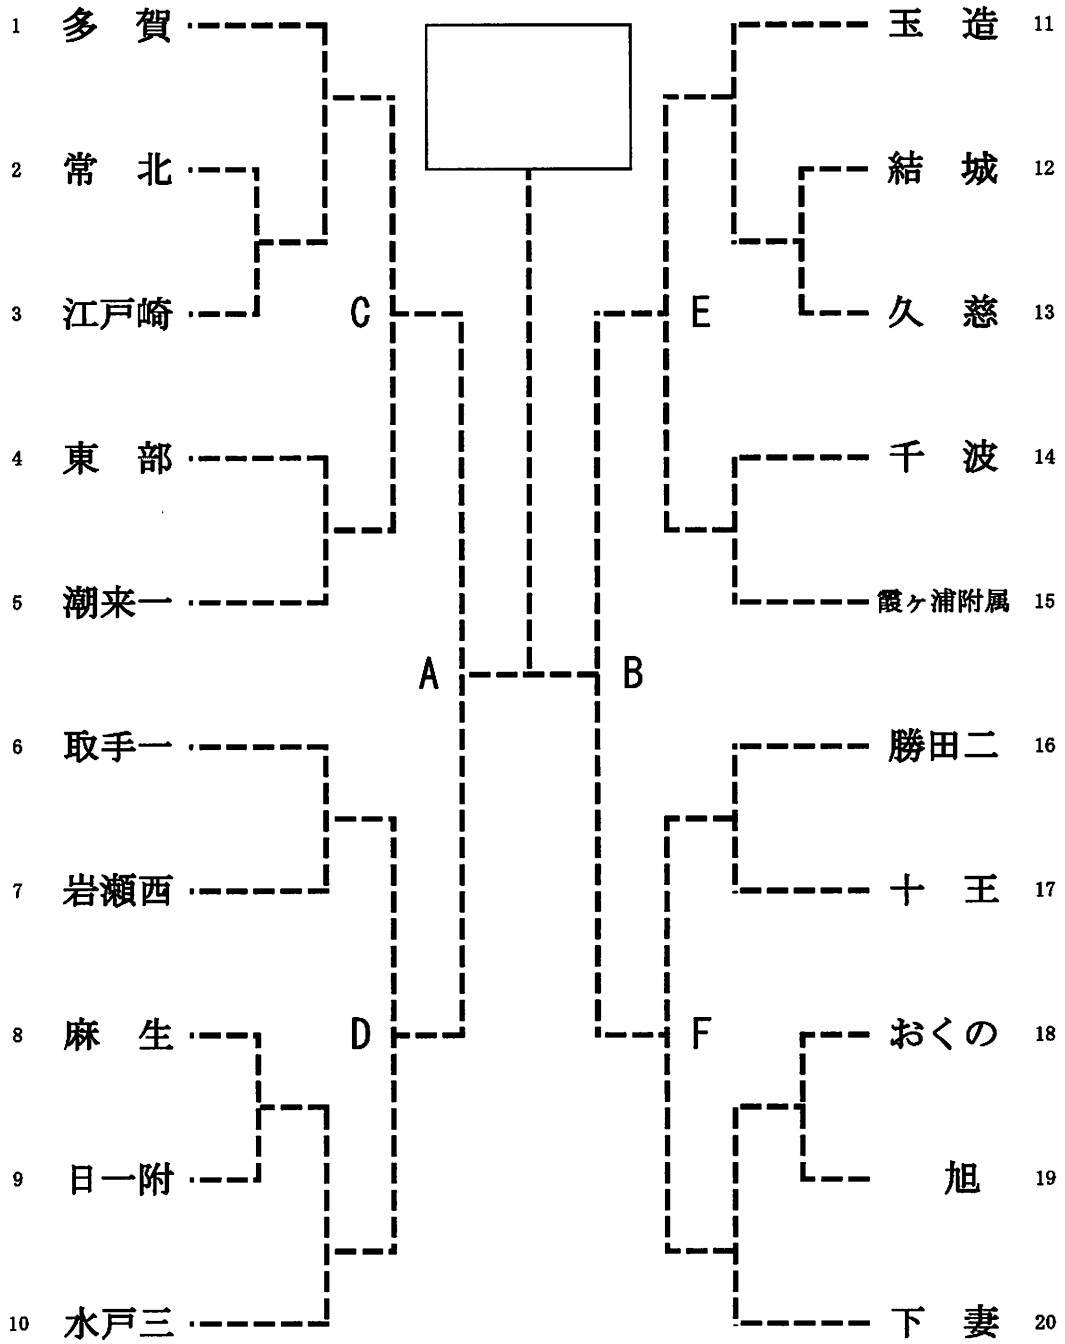 1 多賀
2 常北
3 江戸崎
C
4 東部
5 潮来一
A
6 取手一
7 岩瀬西
8 麻生
D
9 日一附
10 水戸三
玉造 11
結城 12
久慈 13
E
千波 14
霞ヶ浦附属 15
B
勝田二 16
十王 17
おくの 18
F
旭 19
下妻 20